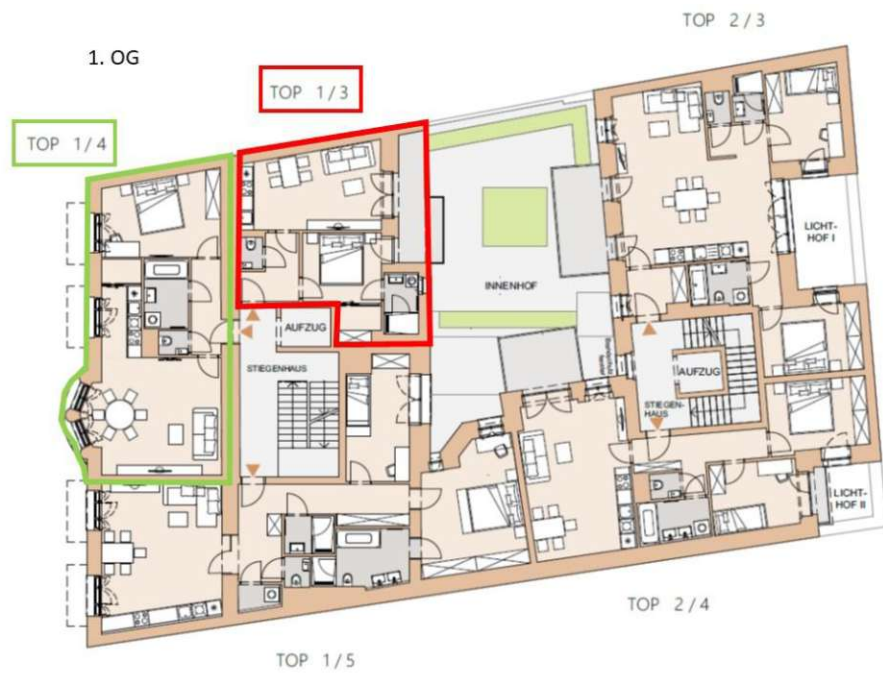 TOP 2 / 3
1. OG
TOP 1 / 3
TOP 1 / 4
LICHT-
HOF I
INNENHOF
AUFZUG
STIEGENHAUS
AUFZUG
STIEGEN-
HAUS
LICHT-
HOF II
TOP 2 / 4
TOP 1 / 5